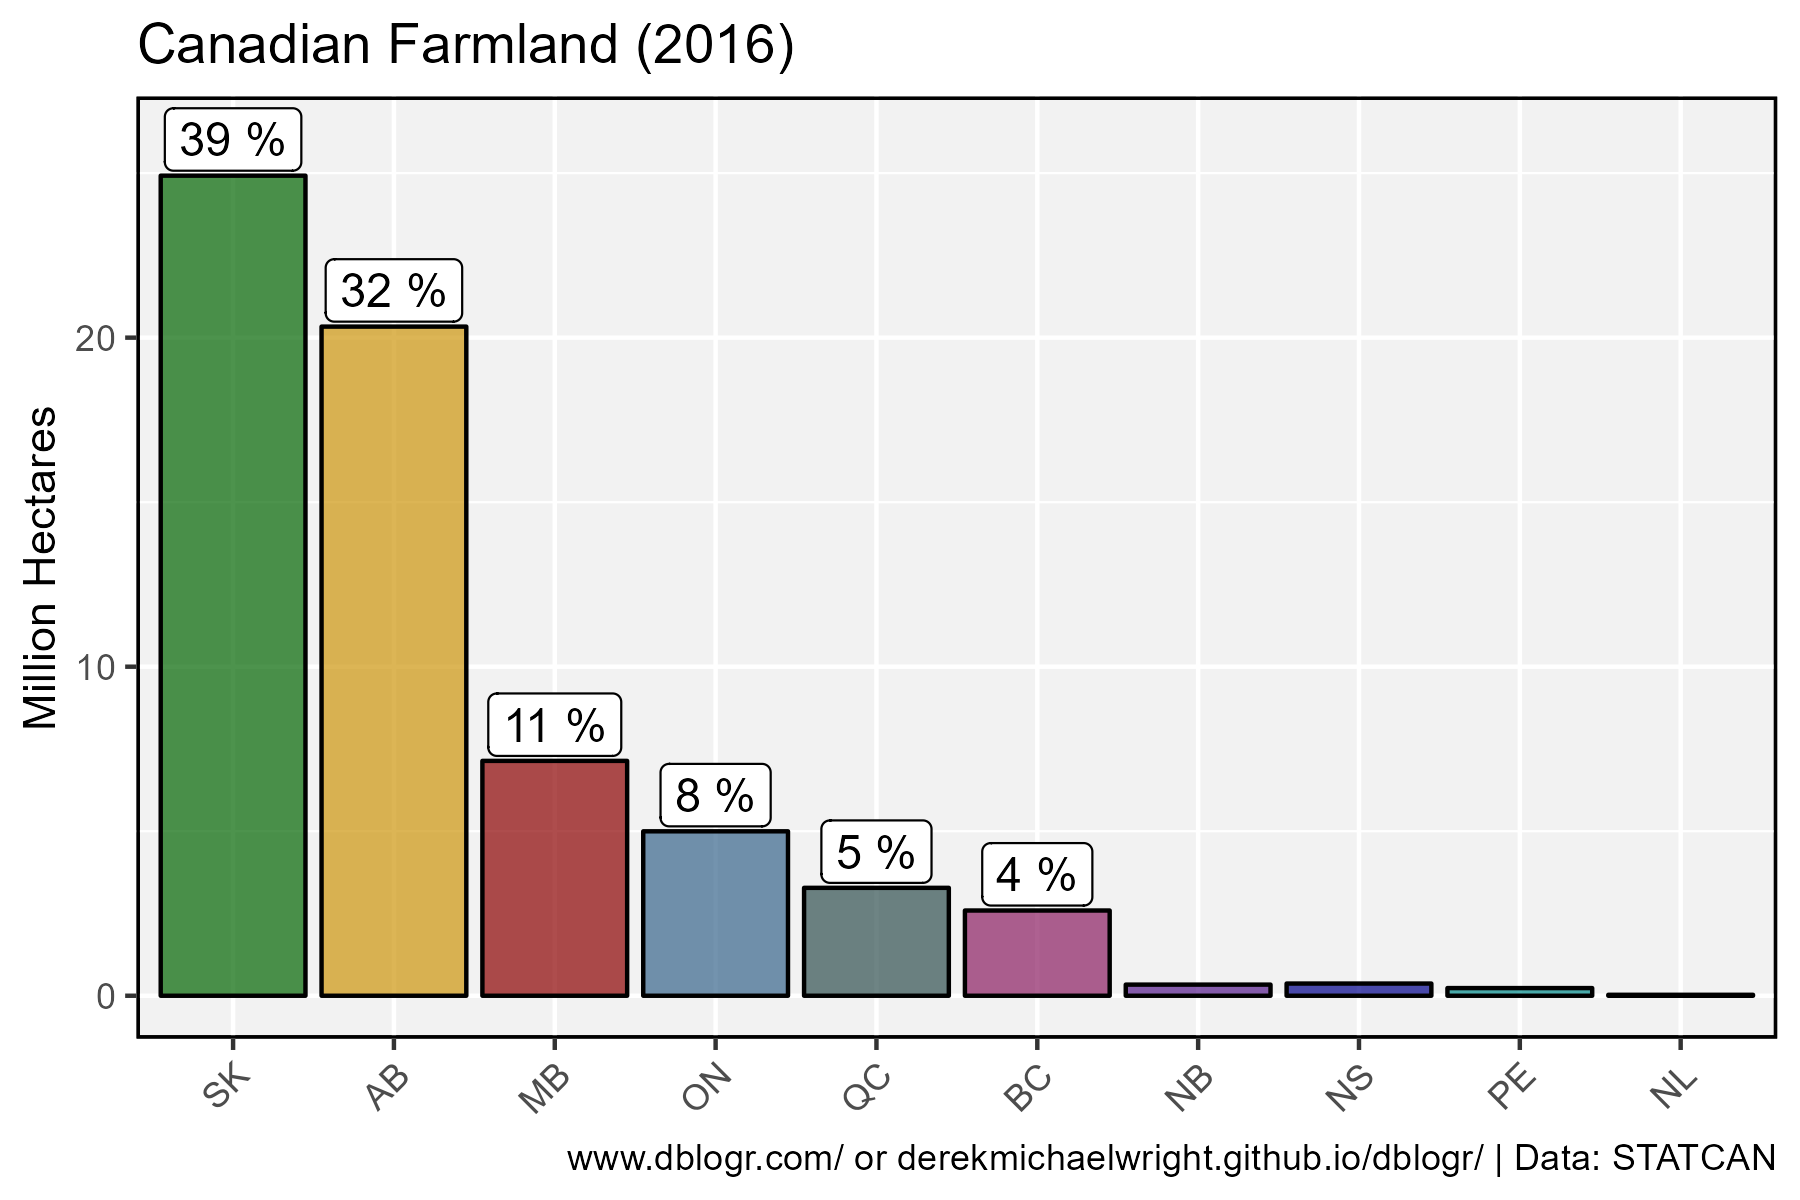 Canadian Farmland (2016)
39 %
32 %
11 %
8 %
5 %
4 %
Million Hectares
20
10
0
SK
AB
MB
ON
QC
BC
NB
NS
PE
NL
www.dblogr.com/ or derekmichaelwright.github.io/dblogr/ | Data: STATCAN